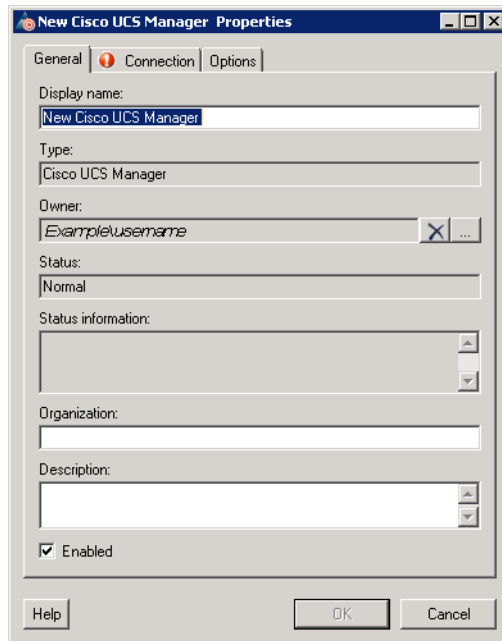 New Cisco UCS Manager Properties
General Connection Options
Display name:
New Cisco UCS Manager
Type:
Cisco UCS Manager
Owner:
Example\username
...
Status:
Normal
Status information:
Organization:
Description:
Enabled
Help OK Cancel